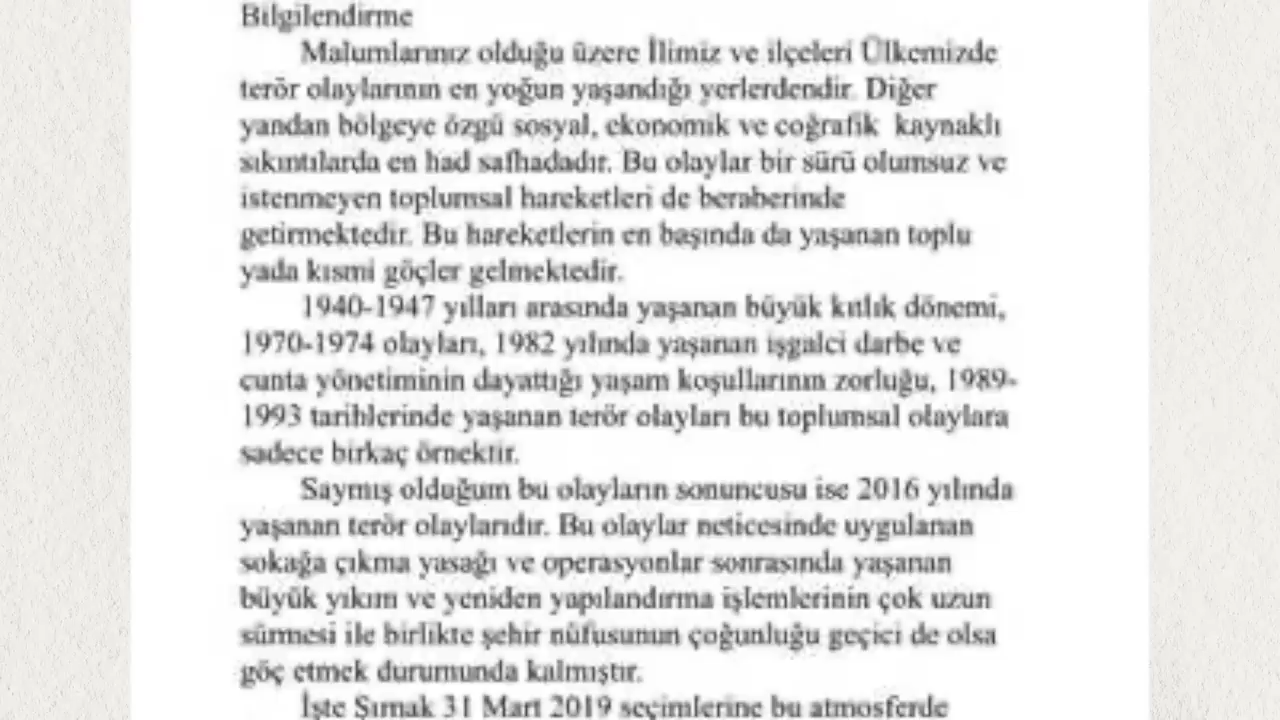 Bilgilendirme
Malumlarınız olduğu üzere İlimiz ve ilçeleri Ülkemizde
terör olaylarının en yoğun yaşandığı yerlerdendir. Diğer
yandan bölgeye özgü sosyal, ekonomik ve coğrafik kaynaklı
sıkıntılarda en had safhadadır. Bu olaylar bir sürü olumsuz ve
istenmeyen toplumsal hareketleri de beraberinde
getirmektedir. Bu hareketlerin en başında da yaşanan toplu
yada kısmi göçler gelmektedir.
1940-1947 yılları arasında yaşanan büyük kıtlık dönemi,
1970-1974 olayları, 1982 yılında yaşanan işgalci darbe ve
cunta yönetiminin dayattığı yaşam koşullarının zorluğu, 1989-
1993 tarihlerinde yaşanan terör olayları bu toplumsal olaylara
sadece birkaç örnektir.
Saymış olduğum bu olayların sonuncusu ise 2016 yılında
yaşanan terör olaylarıdır. Bu olaylar neticesinde uygulanan
sokağa çıkma yasağı ve operasyonlar sonrasında yaşanan
büyük yıkım ve yeniden yapılandırma işlemlerinin çok uzun
sürmesi ile birlikte şehir nüfusunun çoğunluğu geçici de olsa
göç etmek durumunda kalmıştır.
İşte Şırnak 31 Mart 2019 seçimlerine bu atmosferde